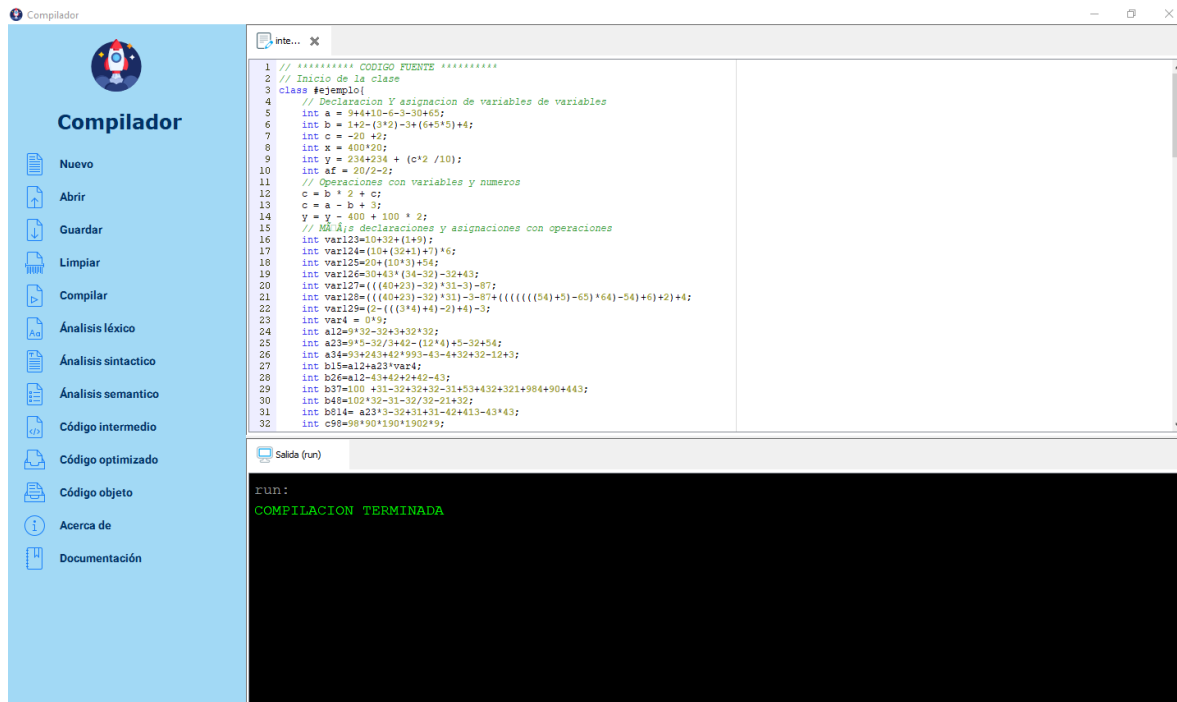 Compilador
Compilador
Nuevo
Abrir
Guardar
Limpiar
Compilar
Ánalisis léxico
Ánalisis sintactico
Ánalisis semantico
Código intermedio
Código optimizado
Código objeto
Acerca de
Documentación
inte...
1 // ********** CODIGO FUENTE **********
2 // Inicio de la clase
3 class #ejemplo{
4 // Declaracion Y asignacion de variables de variables
5 int a = 9+4+10-6-3-30+65;
6 int b = 1+2-(3*2)-3+(6+5*5)+4;
7 int c = -20 +2;
8 int x = 400*20;
9 int y = 234+234 + (c*2 /10);
10 int af = 20/2-2;
11 // Operaciones con variables y numeros
12 c = b * 2 + c;
13 c = a - b + 3;
14 y = y - 400 + 100 * 2;
15 // declaraciones y asignaciones con operaciones
16 int var123=10+32+(1+9);
17 int var124=(10+(32+1)+7)*6;
18 int var125=20+(10*3)+54;
19 int var126=30+43*(34-32)-32+43;
20 int var127=(((40+23)-32)*31-3)-87;
21 int var128=(((40+23)-32)*31)-3-87+(((((((54)+5)-65)*64)-54)+6)+2)+4;
22 int var129=(2-(((3*4)+4)-2)+4)-3;
23 int var4 = 0*9;
24 int a12=9*32-32+3+32*32;
25 int a23=9*5-32/3+42-(12*4)+5-32+54;
26 int a34=93+243+42*993-43-4+32+32-12+3;
27 int b15=a12+a23*var4;
28 int b26=a12-43+42+2+42-43;
29 int b37=100 +31-32+32+32-31+53+432+321+984+90+443;
30 int b48=102*32-31-32/32-21+32;
31 int b814= a23*3-32+31+31-42+413-43*43;
32 int c98=98*90*190*1902*9;
Salida (run)
run:
COMPILACION TERMINADA